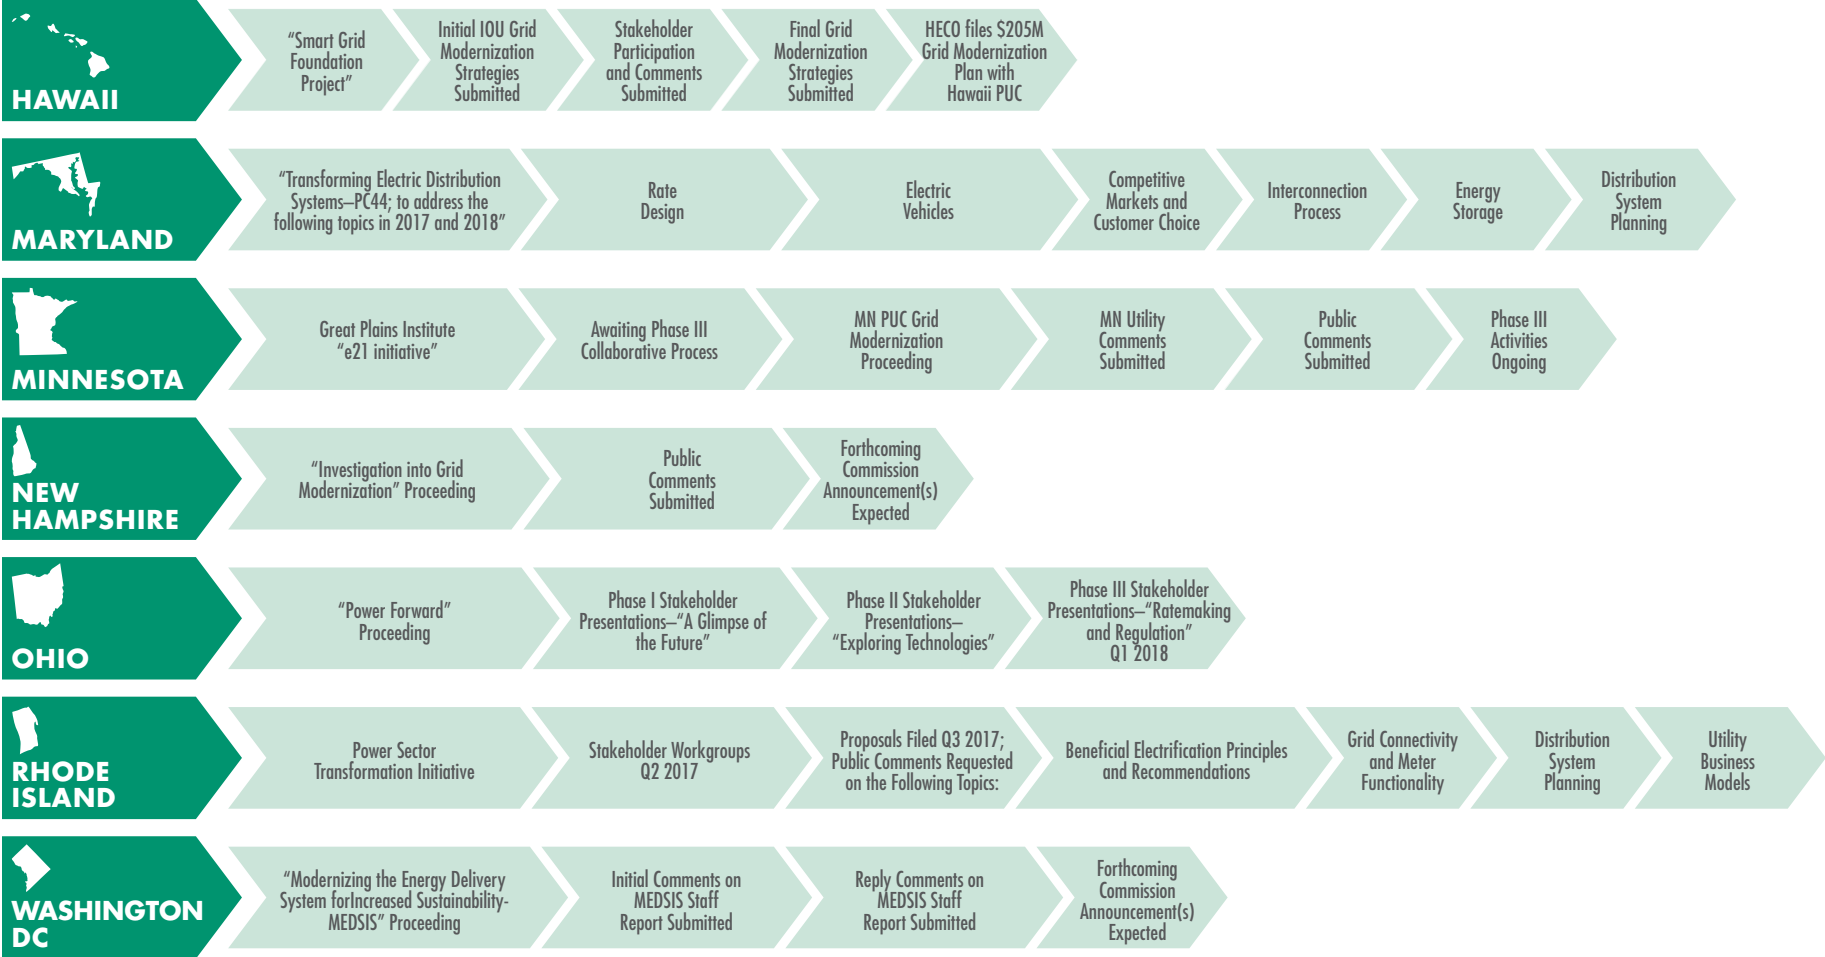 HAWAII
“Smart Grid
Foundation
Project”
Initial IOU Grid
Modernization
Strategies
Submitted
Stakeholder
Participation
and Comments
Submitted
Final Grid
Modernization
Strategies
Submitted
HECO files $205M
Grid Modernization
Plan with
Hawaii PUC
MARYLAND
“Transforming Electric Distribution
Systems–PC44; to address the
following topics in 2017 and 2018”
Rate
Design
Electric
Vehicles
Competitive
Markets and
Customer Choice
Interconnection
Process
Energy
Storage
Distribution
System
Planning
MINNESOTA
Great Plains Institute
“e21 initiative”
Awaiting Phase III
Collaborative Process
MN PUC Grid
Modernization
Proceeding
MN Utility
Comments
Submitted
Public
Comments
Submitted
Phase III
Activities
Ongoing
NEW
HAMPSHIRE
“Investigation into Grid
Modernization” Proceeding
Public
Comments
Submitted
Forthcoming
Commission
Announcement(s)
Expected
OHIO
“Power Forward”
Proceeding
Phase I Stakeholder
Presentations–“A Glimpse of
the Future”
Phase II Stakeholder
Presentations–
“Exploring Technologies”
Phase III Stakeholder
Presentations–“Ratemaking
and Regulation”
Q1 2018
RHODE
ISLAND
Power Sector
Transformation Initiative
Stakeholder Workgroups
Q2 2017
Proposals Filed Q3 2017;
Public Comments Requested
on the Following Topics:
Beneficial Electrification Principles
and Recommendations
Grid Connectivity
and Meter
Functionality
Distribution
System
Planning
Utility
Business
Models
WASHINGTON
DC
“Modernizing the Energy Delivery
System forIncreased Sustainability-
MEDSIS” Proceeding
Initial Comments on
MEDSIS Staff
Report Submitted
Reply Comments on
MEDSIS Staff
Report Submitted
Forthcoming
Commission
Announcement(s)
Expected